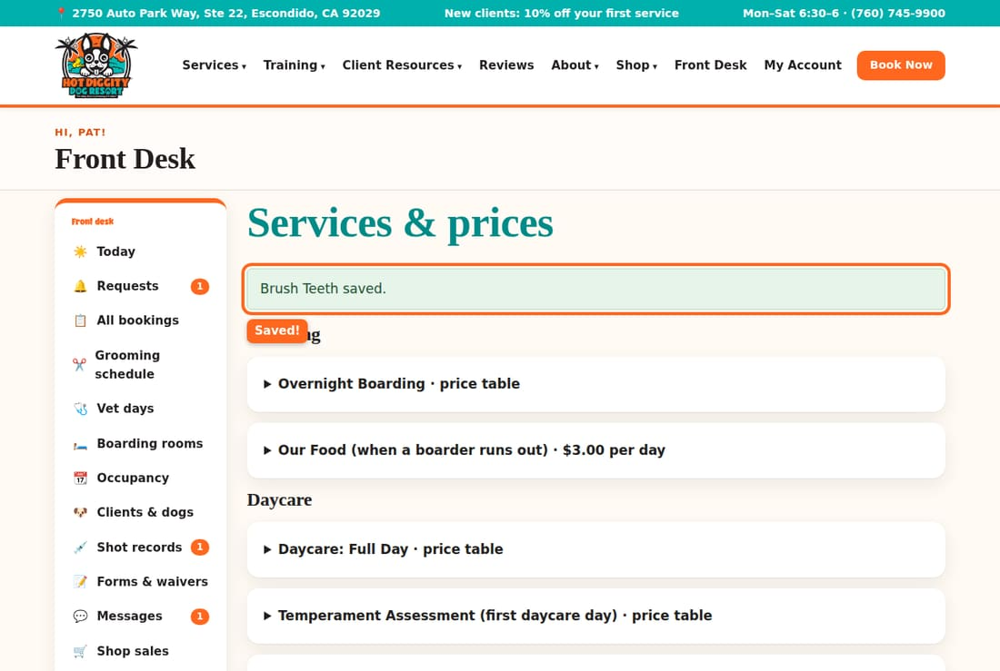 📍 2750 Auto Park Way, Ste 22, Escondido, CA 92029
New clients: 10% off your first service
Mon–Sat 6:30–6 · (760) 745-9900
HOT DIGGITY
DOG RESORT
Services ▾
Training ▾
Client Resources ▾
Reviews
About ▾
Shop ▾
Front Desk
My Account
Book Now
HI, PAT!
Front Desk
Front desk
Today
Requests 1
All bookings
Grooming
schedule
Vet days
Boarding rooms
Occupancy
Clients & dogs
Shot records 1
Forms & waivers
Messages 1
Shop sales
Services & prices
Brush Teeth saved.
Saved!
▶ Overnight Boarding · price table
▶ Our Food (when a boarder runs out) · $3.00 per day
Daycare
▶ Daycare: Full Day · price table
▶ Temperament Assessment (first daycare day) · price table